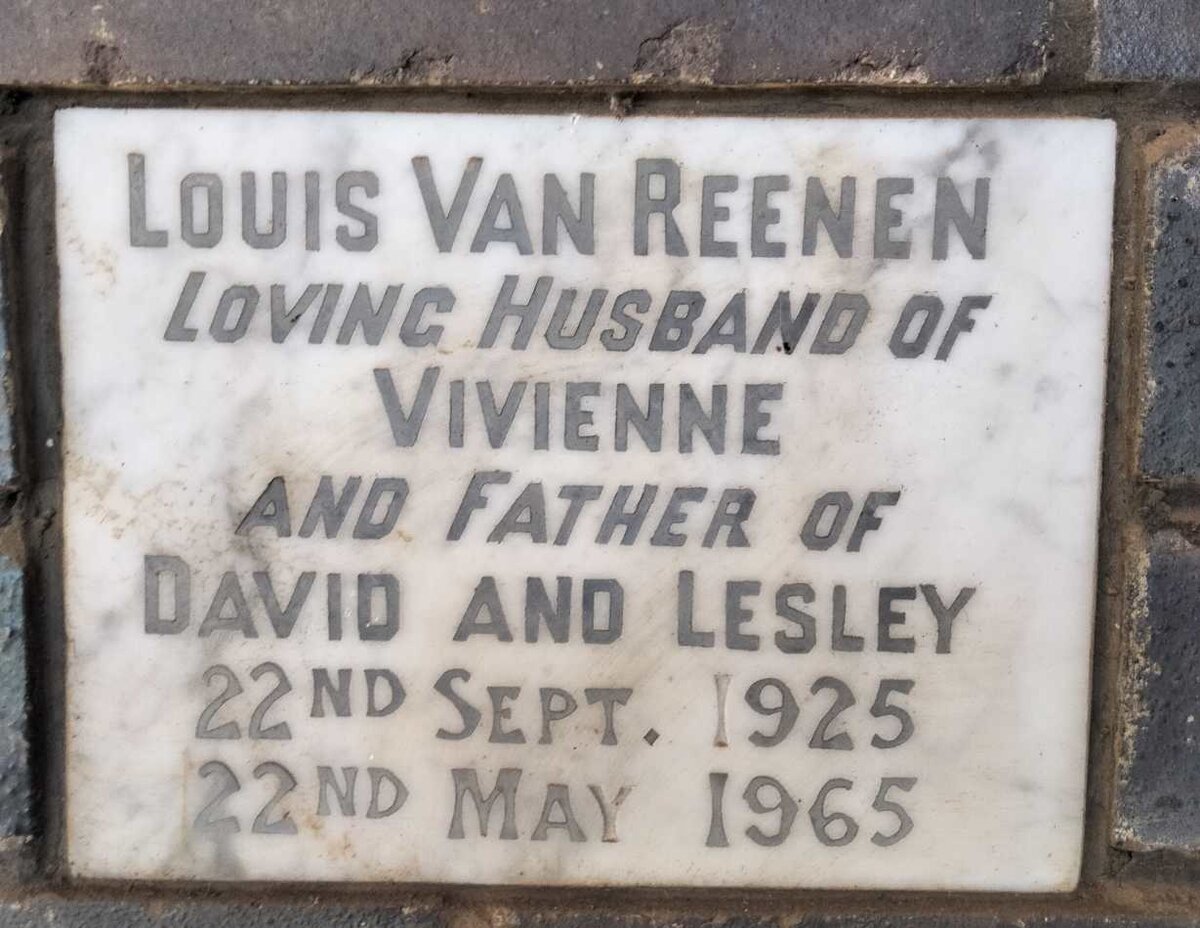 LOUIS VAN REENEN
LOVING HUSBAND OF
VIVIENNE
AND FATHER OF
DAVID AND LESLEY
22ND SEPT. 1925
22ND MAY 1965